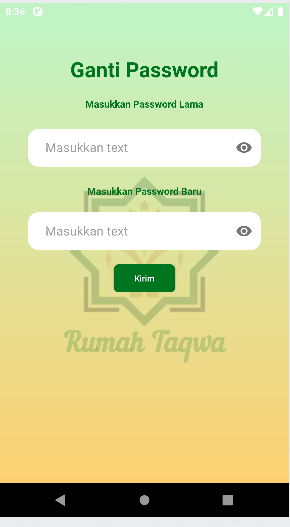 8:36
Ganti Password
Masukkan Password Lama
Masukkan text
Masukkan Password Baru
Masukkan text
Kirim
Rumah Taqwa